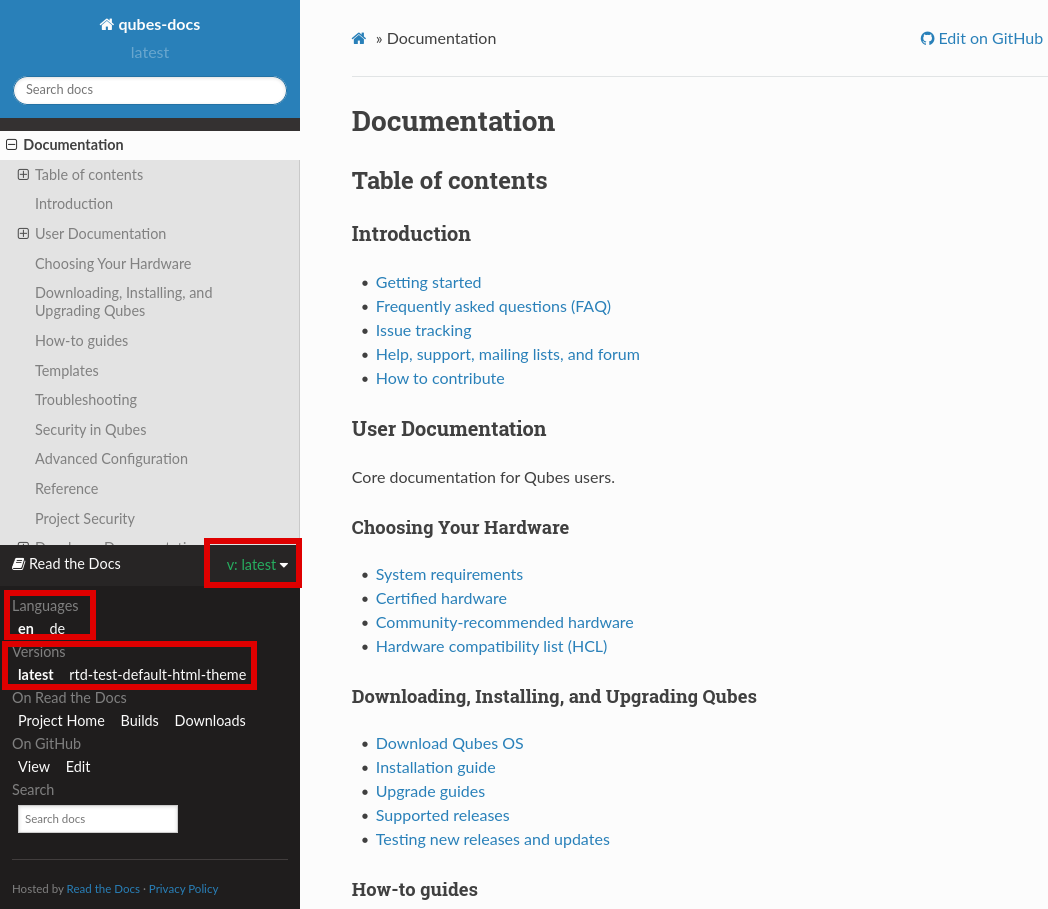 qubes-docs
latest
Search docs
Documentation
Table of contents
Introduction
User Documentation
Choosing Your Hardware
Downloading, Installing, and
Upgrading Qubes
How-to guides
Templates
Troubleshooting
Security in Qubes
Advanced Configuration
Reference
Project Security
Read the Docs
v: latest
Languages
en de
Versions
latest rtd-test-default-html-theme
On Read the Docs
Project Home Builds Downloads
On GitHub
View Edit
Search
Search docs
Hosted by Read the Docs · Privacy Policy
» Documentation
Edit on GitHub
Documentation
Table of contents
Introduction
• Getting started
• Frequently asked questions (FAQ)
• Issue tracking
• Help, support, mailing lists, and forum
• How to contribute
User Documentation
Core documentation for Qubes users.
Choosing Your Hardware
• System requirements
• Certified hardware
• Community-recommended hardware
• Hardware compatibility list (HCL)
Downloading, Installing, and Upgrading Qubes
• Download Qubes OS
• Installation guide
• Upgrade guides
• Supported releases
• Testing new releases and updates
How-to guides